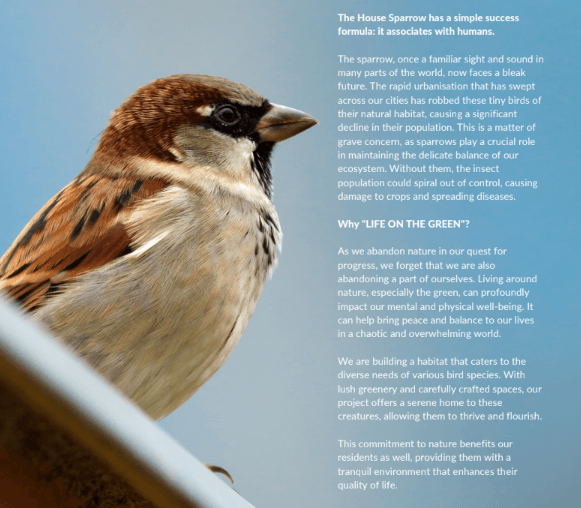 The House Sparrow has a simple success
formula: it associates with humans.
The sparrow, once a familiar sight and sound in
many parts of the world, now faces a bleak
future. The rapid urbanisation that has swept
across our cities has robbed these tiny birds of
their natural habitat, causing a significant
decline in their population. This is a matter of
grave concern, as sparrows play a crucial role
in maintaining the delicate balance of our
ecosystem. Without them, the insect
population could spiral out of control, causing
damage to crops and spreading diseases.
Why "LIFE ON THE GREEN"?
As we abandon nature in our quest for
progress, we forget that we are also
abandoning a part of ourselves. Living around
nature, especially the green, can profoundly
impact our mental and physical well-being. It
can help bring peace and balance to our lives
in a chaotic and overwhelming world.
We are building a habitat that caters to the
diverse needs of various bird species. With
lush greenery and carefully crafted spaces, our
project offers a serene home to these
creatures, allowing them to thrive and flourish.
This commitment to nature benefits our
residents as well, providing them with a
tranquil environment that enhances their
quality of life.